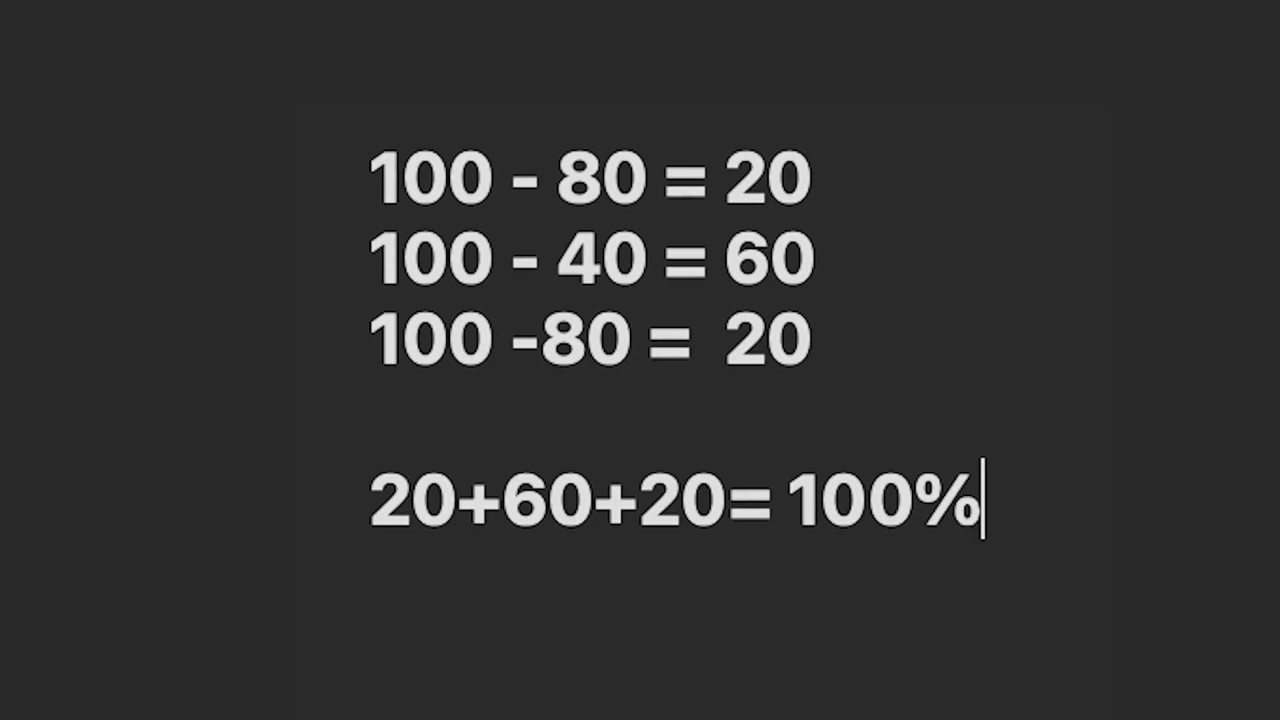 100 - 80 = 20
100 - 40 = 60
100 -80 =  20
20+60+20= 100%